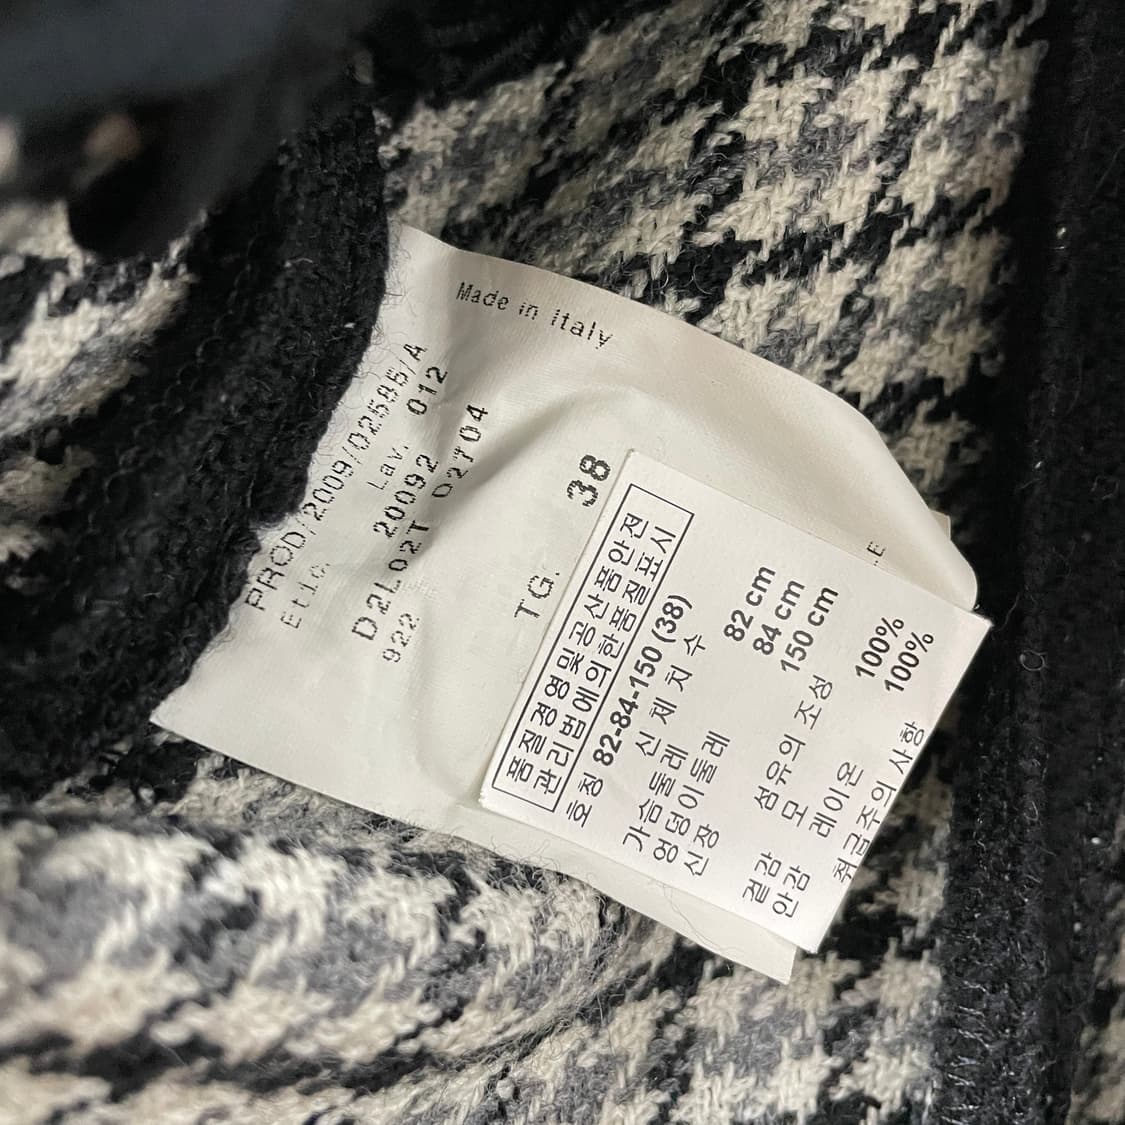 Made in Italy
PROD/2009/02585/A
Etic. Lav. 012
20092
D2L02T 02T04
922
TG. 38
LE
품질경영및공산품안전
관리법에의한품질표시
호칭 82-84-150 (38)
신체치수
가슴둘레 82 cm
엉덩이둘레 84 cm
신장 150 cm
섬유의 조성
겉감 모 100%
안감 레이온 100%
취급주의 사항